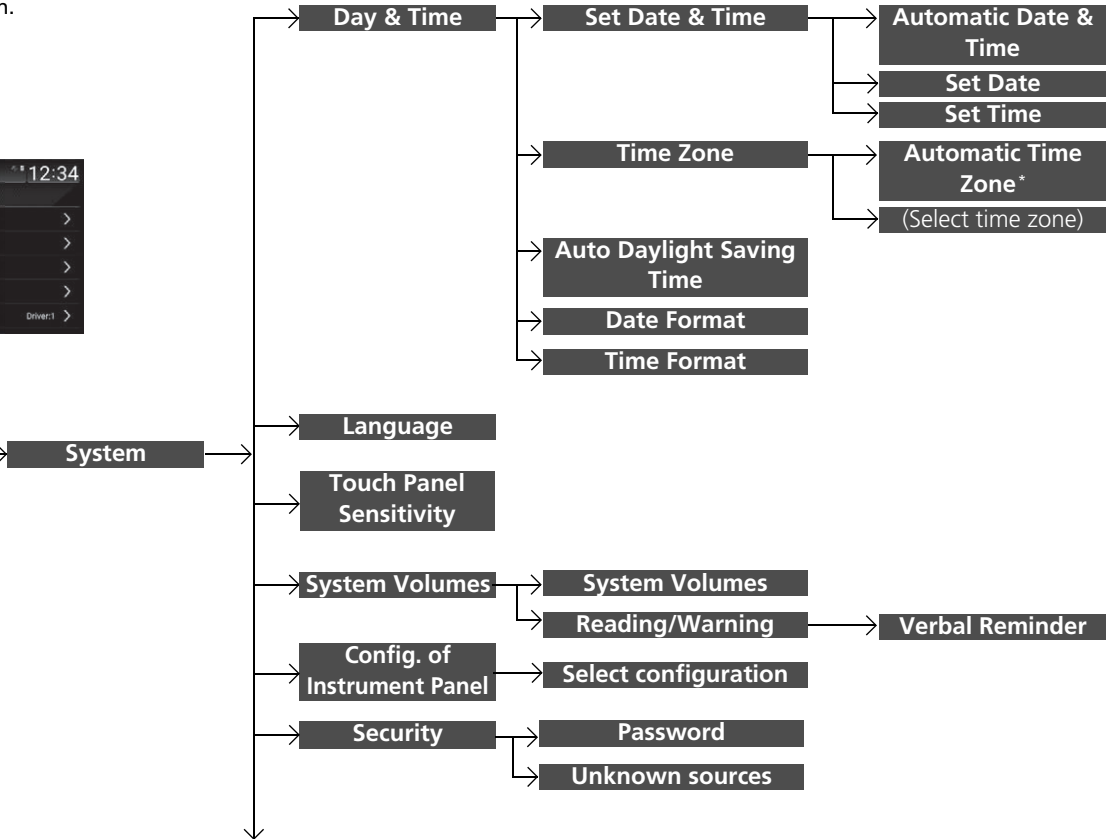 n.
Day & Time
Set Date & Time
Automatic Date &
Time
Set Date
Set Time
12:34
Time Zone
Automatic Time
Zone*
(Select time zone)
Auto Daylight Saving
Time
Driver:1
Date Format
Time Format
Language
System
Touch Panel
Sensitivity
System Volumes
System Volumes
Reading/Warning
Verbal Reminder
Config. of
Instrument Panel
Select configuration
Security
Password
Unknown sources